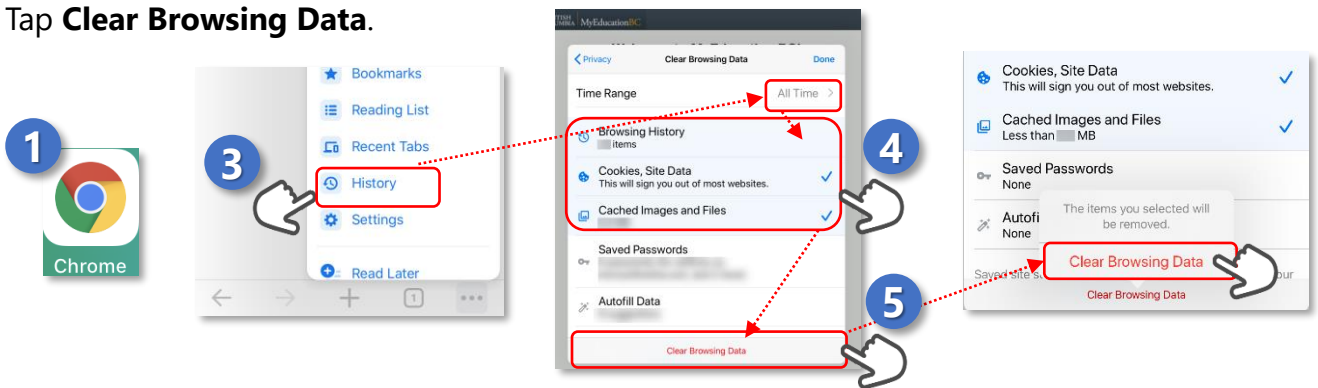 Tap Clear Browsing Data.
1
Chrome
3
Bookmarks
Reading List
Recent Tabs
History
Settings
Read Later
1
MyEducationBC
Privacy
Clear Browsing Data
Done
Time Range
All Time
Browsing History
items
Cookies, Site Data
This will sign you out of most websites.
Cached Images and Files
Saved Passwords
Autofill Data
Clear Browsing Data
4
5
Cookies, Site Data
This will sign you out of most websites.
Cached Images and Files
Less than MB
Saved Passwords
None
Autofi
None
The items you selected will
be removed.
Clear Browsing Data
Saved site s
our
Clear Browsing Data